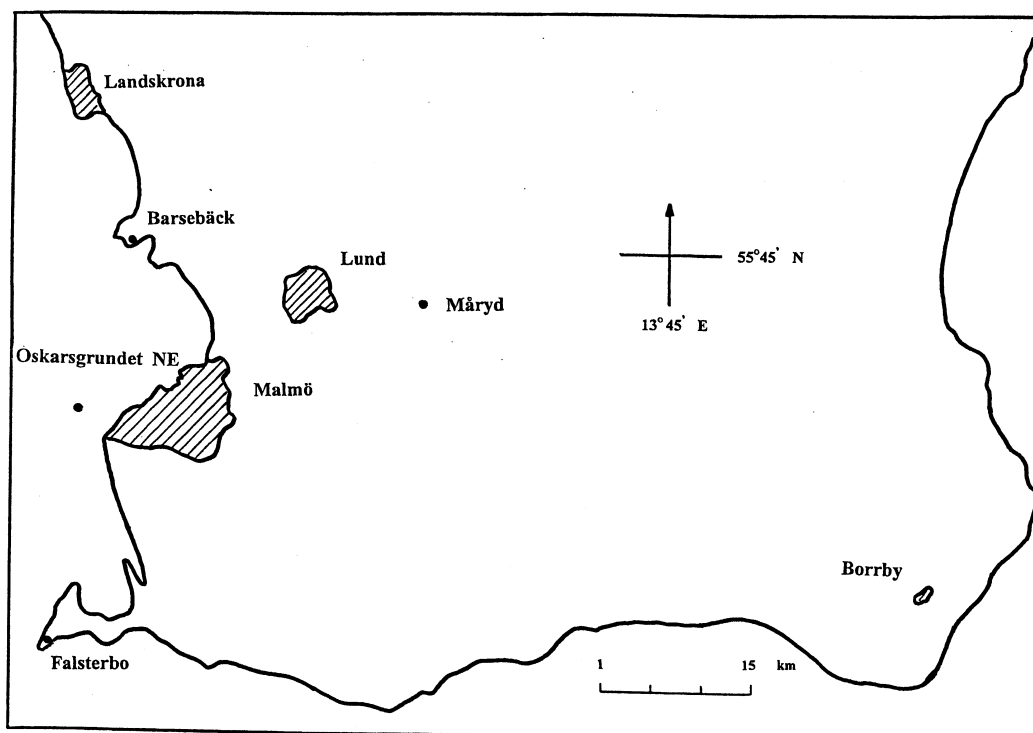 Landskrona
Barsebäck
Lund
55°45' N
Måryd
13°45' E
Oskarsgrundet NE
Malmö
Borrby
Falsterbo
1 15 km